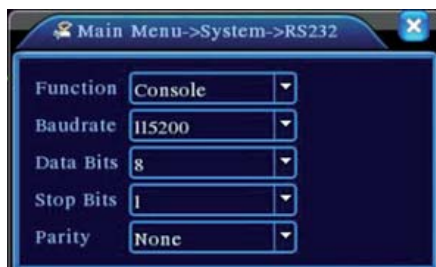 Main Menu->System->RS232
Function Console
Baudrate 115200
Data Bits 8
Stop Bits 1
Parity None